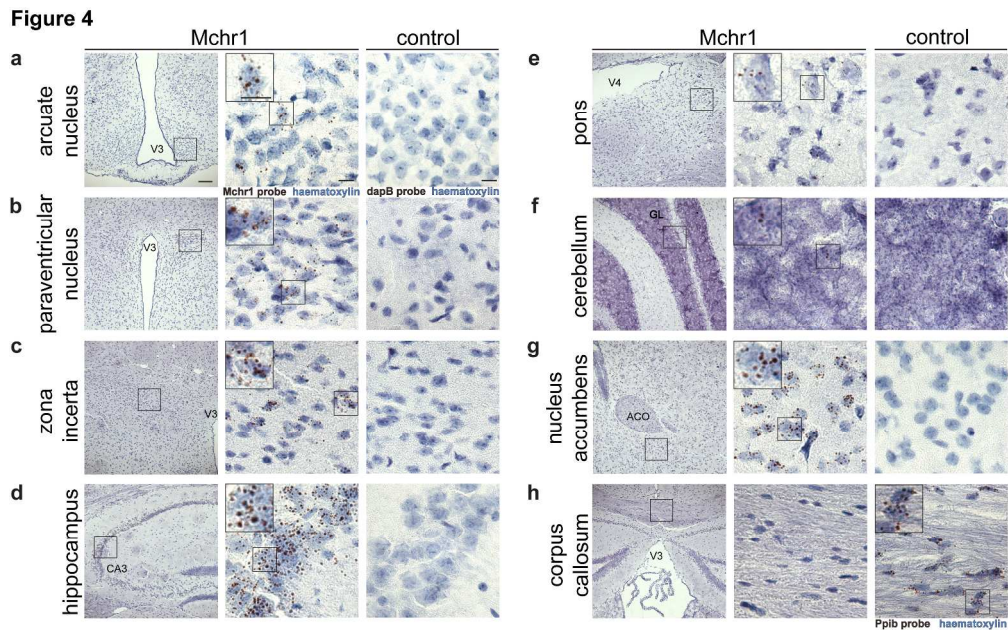 Figure 4
Mchr1 control
a
arcuate nucleus
V3
Mchr1 probe haematoxylin
dapB probe haematoxylin
b
paraventricular nucleus
V3
c
zona incerta
V3
d
hippocampus
CA3
Mchr1 control
e
pons
V4
f
cerebellum
GL
g
nucleus accumbens
ACO
h
corpus callosum
V3
Ppib probe haematoxylin